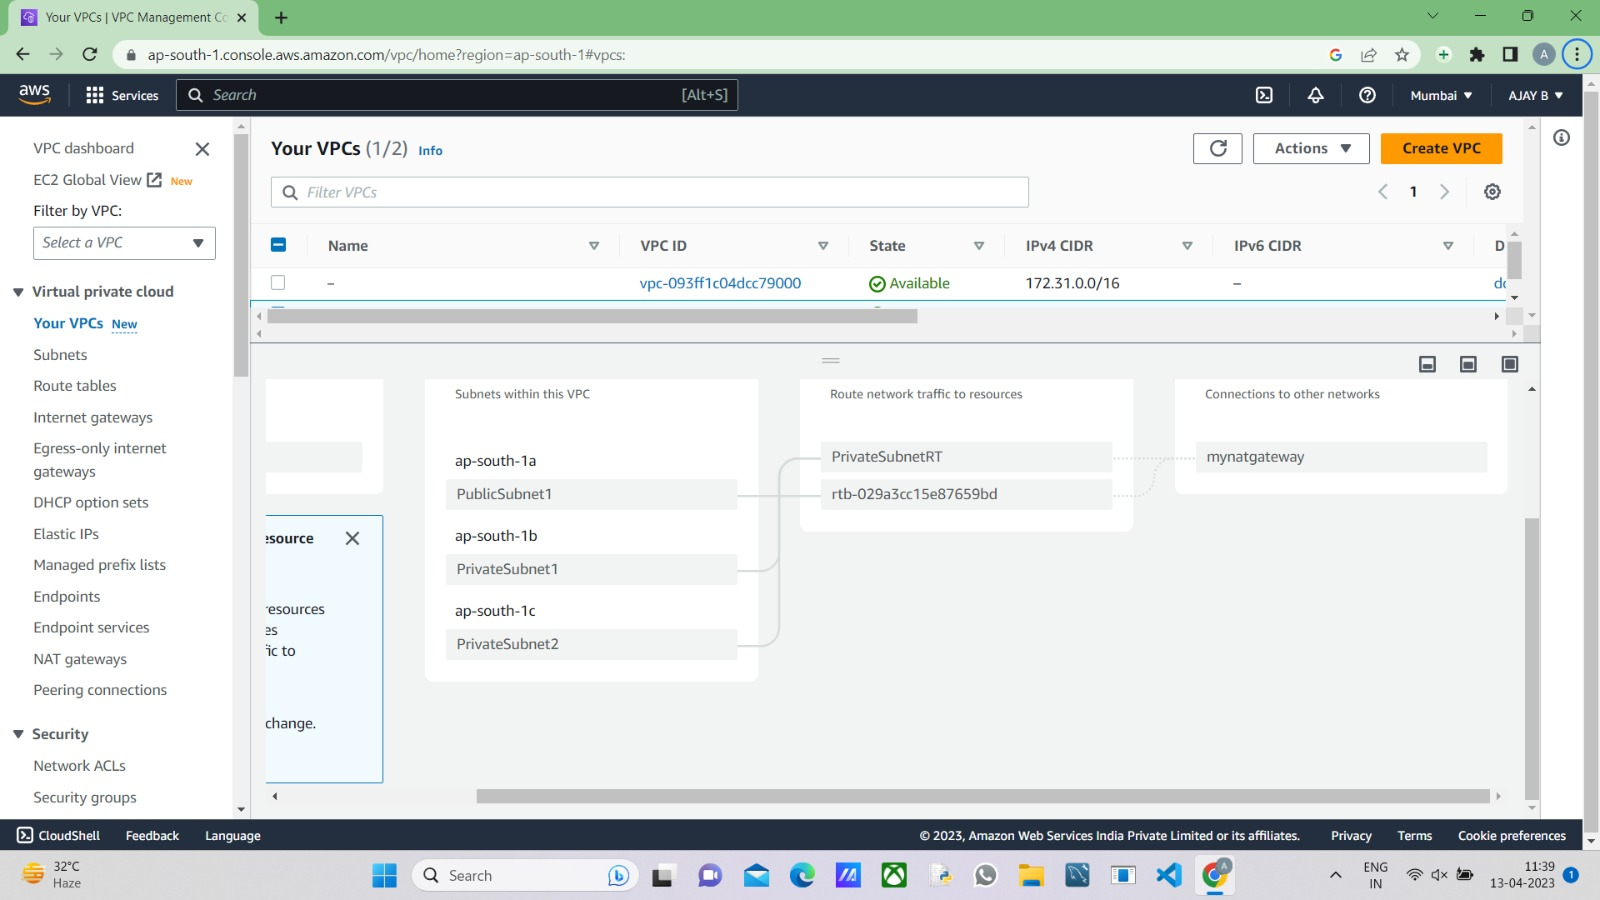 Your VPCs | VPC Management Co
ap-south-1.console.aws.amazon.com/vpc/home?region=ap-south-1#vpcs:
G
A
aws
Services
Search
[Alt+S]
Mumbai
AJAY B
VPC dashboard
EC2 Global View New
Filter by VPC:
Select a VPC
Virtual private cloud
Your VPCs New
Subnets
Route tables
Internet gateways
Egress-only internet
gateways
DHCP option sets
Elastic IPs
Managed prefix lists
Endpoints
Endpoint services
NAT gateways
Peering connections
Security
Network ACLs
Security groups
Your VPCs (1/2) Info
Actions
Create VPC
Filter VPCs
1
Name VPC ID State IPv4 CIDR IPv6 CIDR D
– vpc-093ff1c04dcc79000 Available 172.31.0.0/16 – do
esource
resources
es
fic to
change.
Subnets within this VPC
ap-south-1a
PublicSubnet1
ap-south-1b
PrivateSubnet1
ap-south-1c
PrivateSubnet2
Route network traffic to resources
PrivateSubnetRT
rtb-029a3cc15e87659bd
Connections to other networks
mynatgateway
CloudShell Feedback Language
© 2023, Amazon Web Services India Private Limited or its affiliates. Privacy Terms Cookie preferences
32°C
Haze
Search
A
ENG
IN
11:39
13-04-2023
1